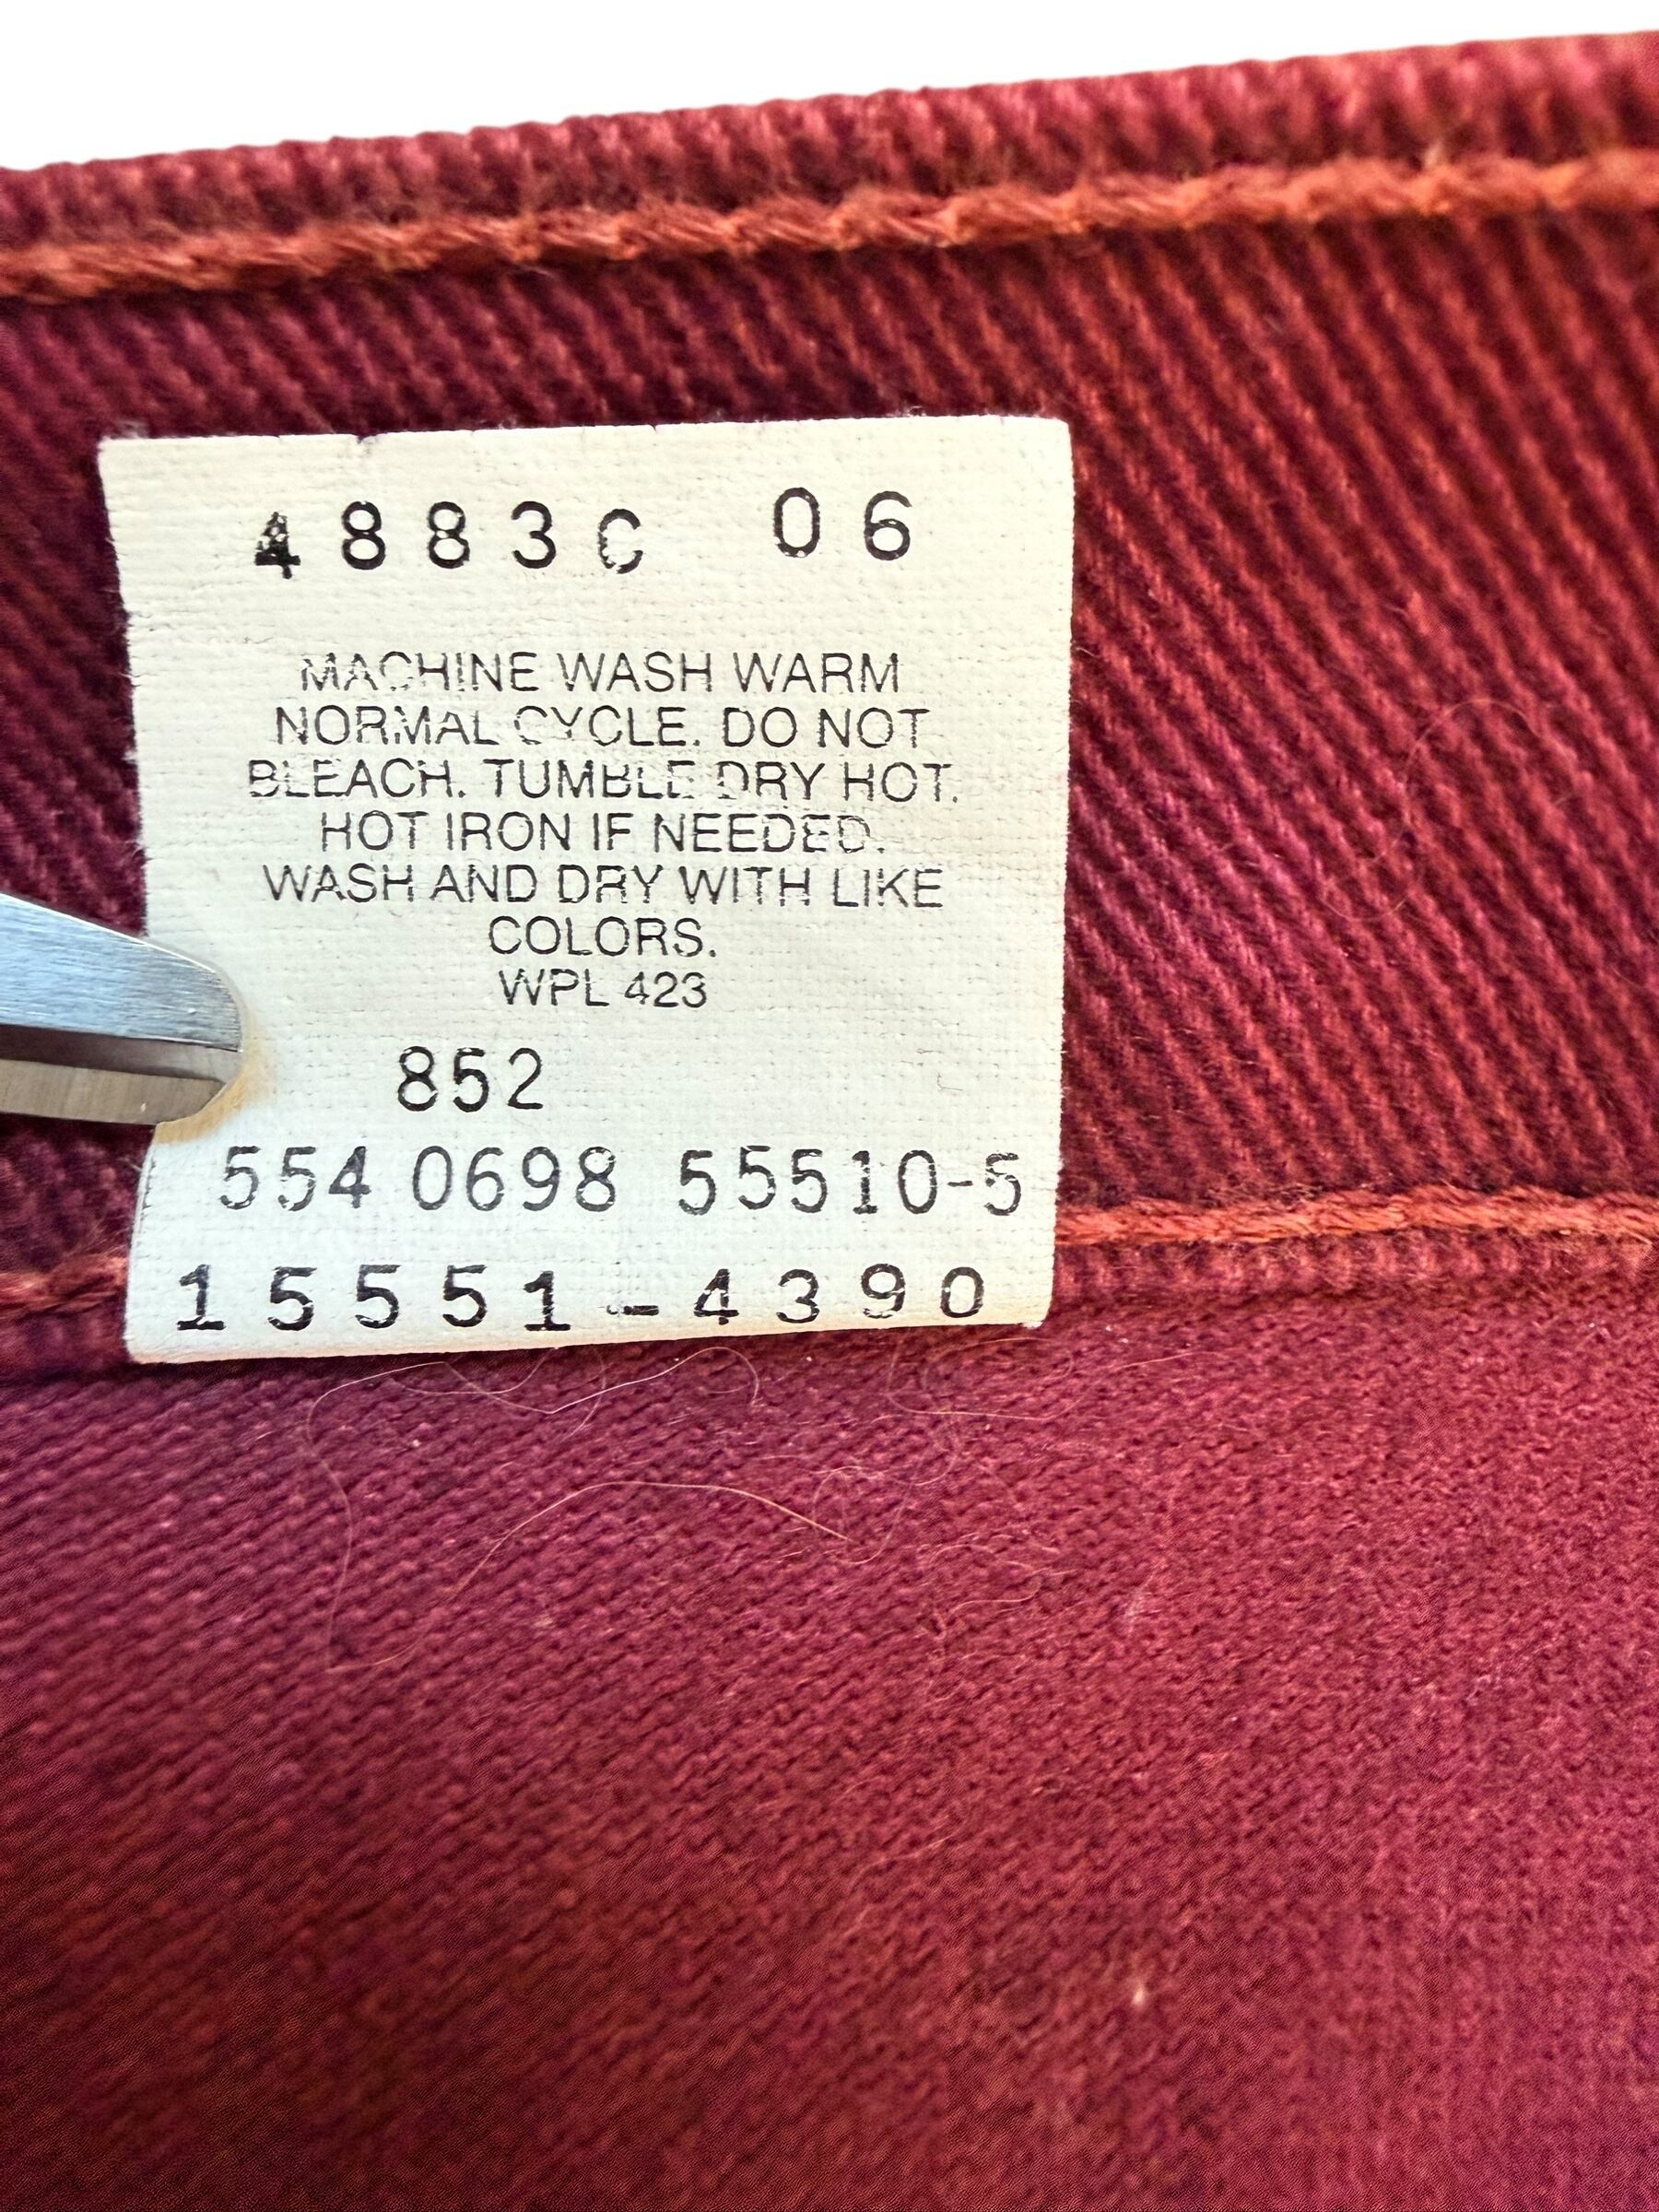 4883C 06
MACHINE WASH WARM
NORMAL CYCLE. DO NOT
BLEACH. TUMBLE DRY HOT.
HOT IRON IF NEEDED.
WASH AND DRY WITH LIKE
COLORS.
WPL 423
852
554 0698 55510-5
15551-4390